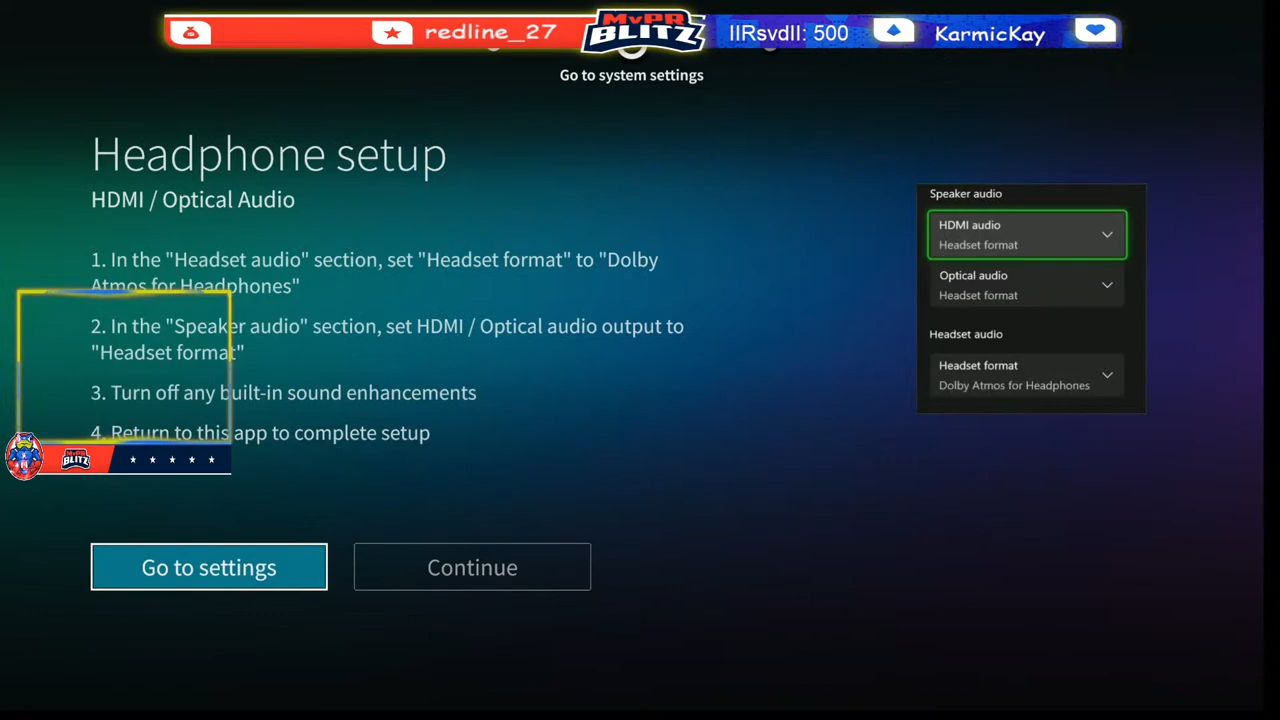 redline_27
MVPR
BLITZ
IIRsvdII: 500
KarmicKay
Go to system settings
Headphone setup
HDMI / Optical Audio
1. In the "Headset audio" section, set "Headset format" to "Dolby
Atmos for Headphones"
2. In the "Speaker audio" section, set HDMI / Optical audio output to
"Headset format"
3. Turn off any built-in sound enhancements
4. Return to this app to complete setup
MVPR
BLITZ
Go to settings
Continue
Speaker audio
HDMI audio
Headset format
Optical audio
Headset format
Headset audio
Headset format
Dolby Atmos for Headphones